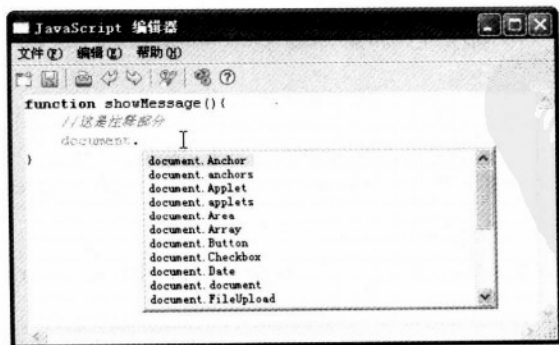 JavaScript 编辑器
文件(F) 编辑(E) 帮助(H)
function showMessage(){
//这是注释部分
document.
}
document.Anchor
document.anchors
document.Applet
document.applets
document.Area
document.Array
document.Button
document.Checkbox
document.Date
document.document
document.FileUpload